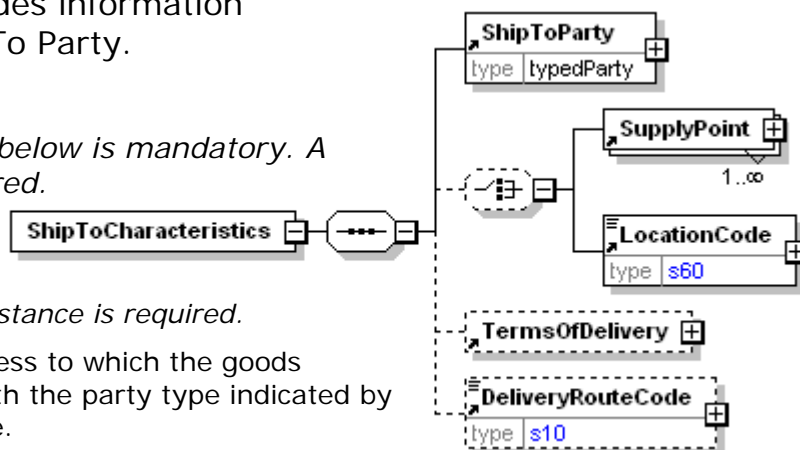 des information
To Party.
below is mandatory. A
red.
stance is required.
ess to which the goods
th the party type indicated by
e.
ShipToCharacteristics
ShipToParty
type typedParty
SupplyPoint
1..∞
LocationCode
type s60
TermsOfDelivery
DeliveryRouteCode
type s10